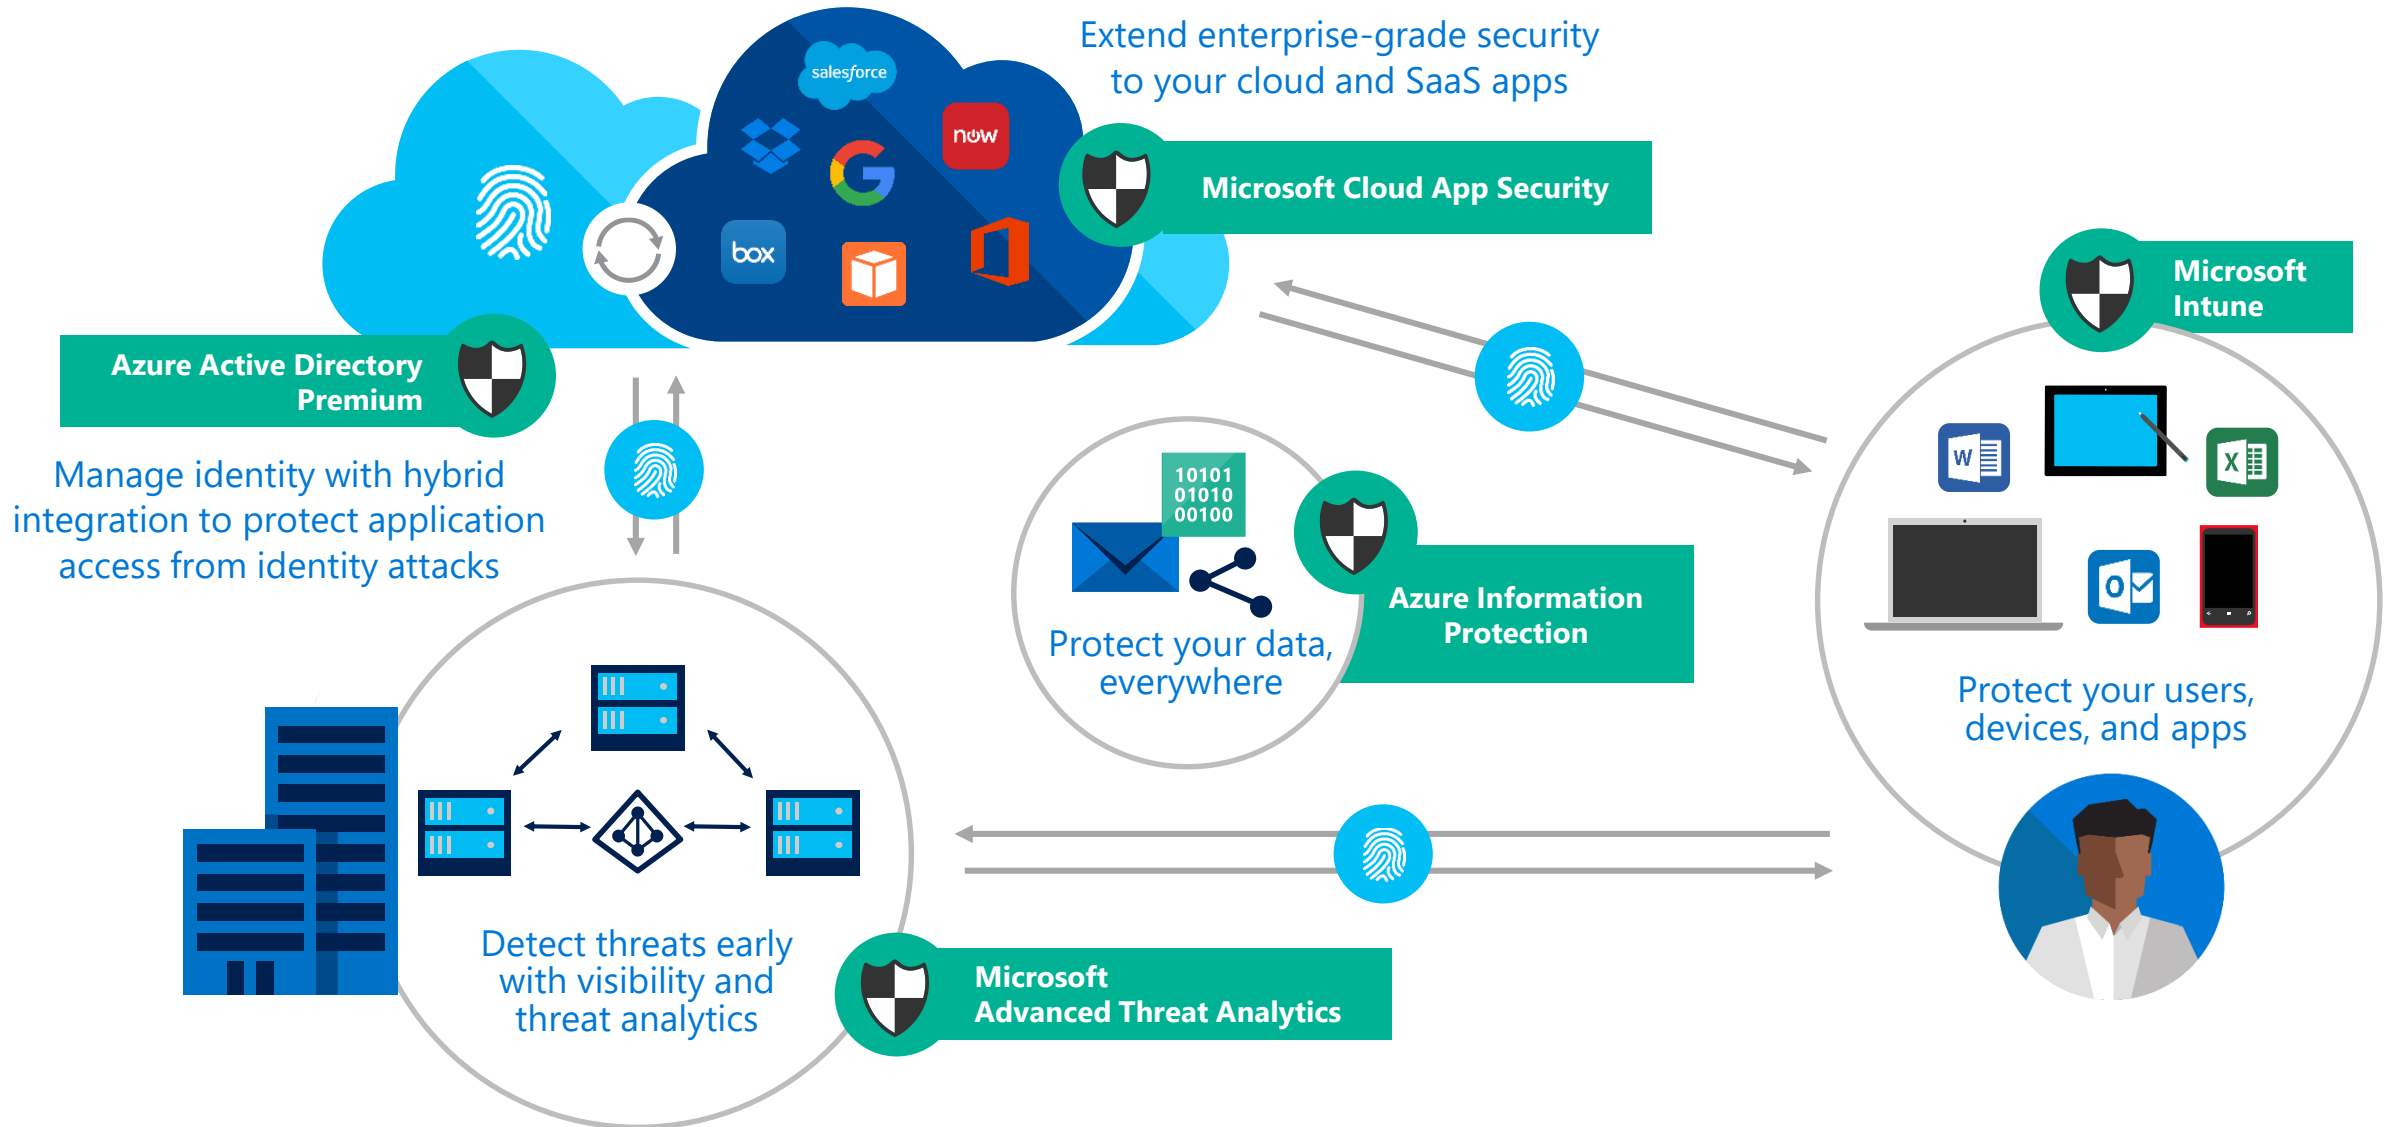 Extend enterprise-grade security
to your cloud and SaaS apps
salesforce
now
box
Microsoft Cloud App Security
Microsoft
Intune
Azure Active Directory
Premium
Manage identity with hybrid
integration to protect application
access from identity attacks
W
X
10101
01010
00100
O
Azure Information
Protection
Protect your data,
everywhere
Protect your users,
devices, and apps
Detect threats early
with visibility and
threat analytics
Microsoft
Advanced Threat Analytics